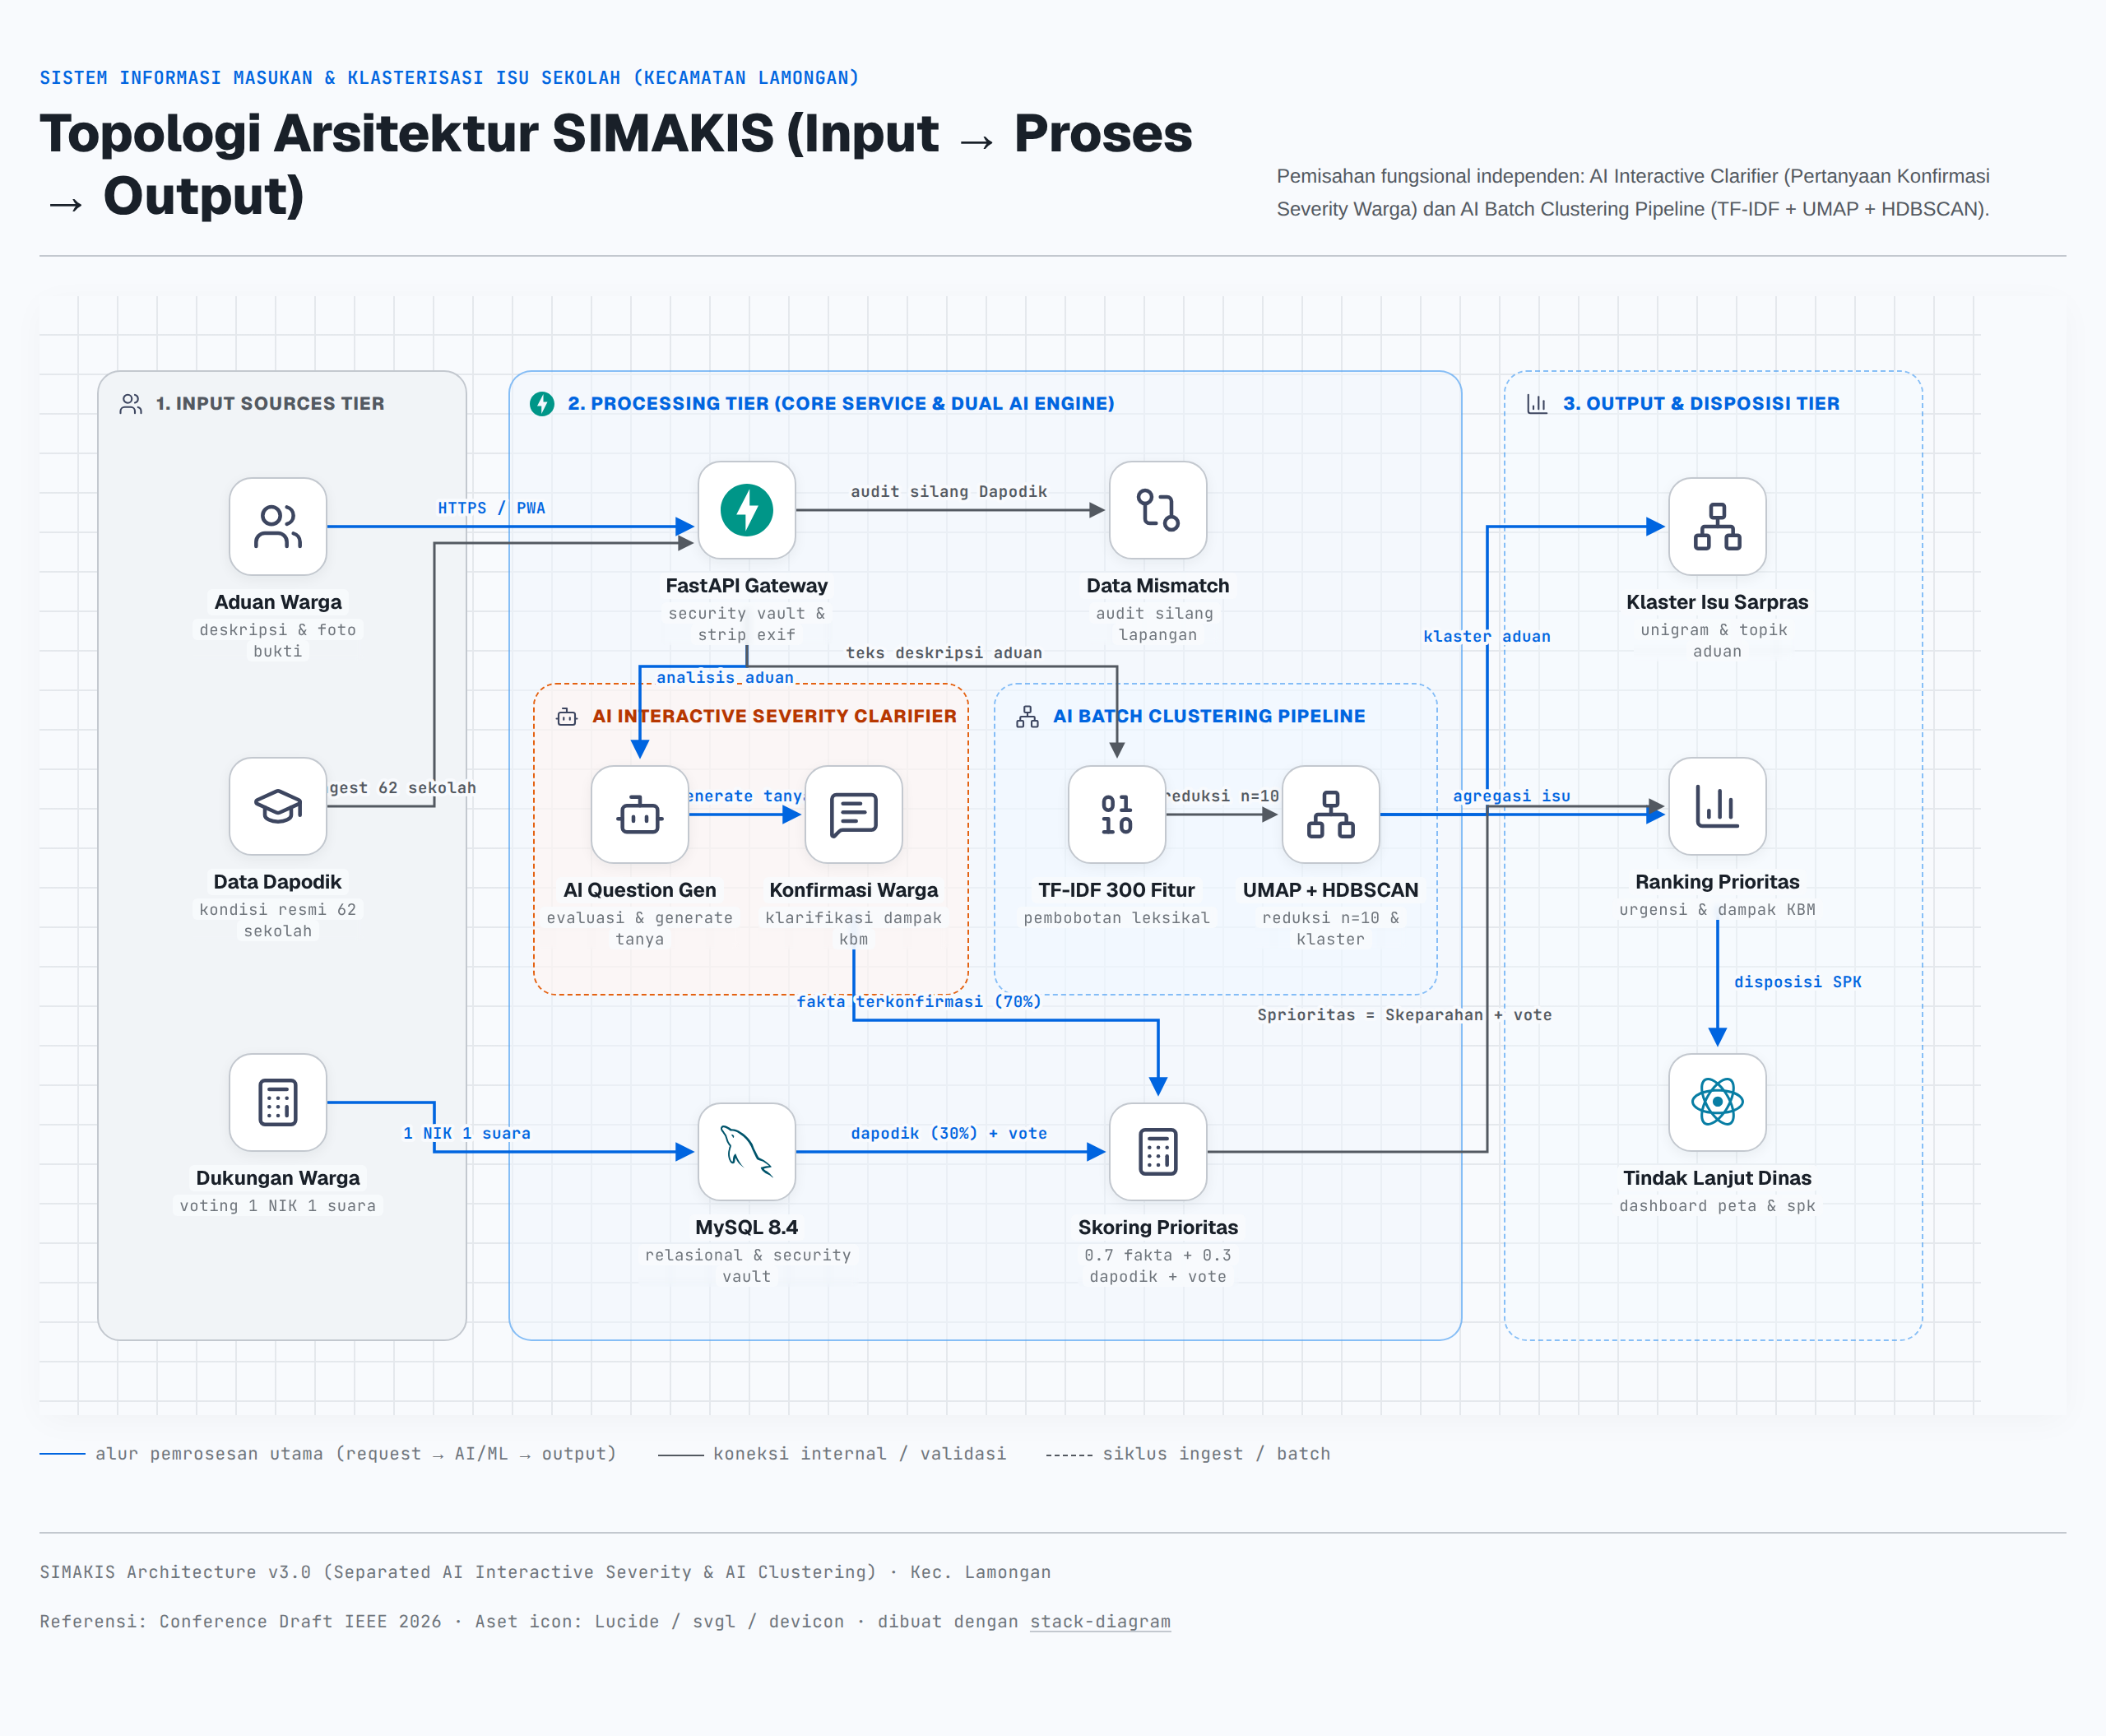 SISTEM INFORMASI MASUKAN & KLASTERISASI ISU SEKOLAH (KECAMATAN LAMONGAN)
Topologi Arsitektur SIMAKIS (Input → Proses
→ Output)
Pemisahan fungsional independen: AI Interactive Clarifier (Pertanyaan Konfirmasi
Severity Warga) dan AI Batch Clustering Pipeline (TF-IDF + UMAP + HDBSCAN).
1. INPUT SOURCES TIER
Aduan Warga
deskripsi & foto
bukti
Data Dapodik
kondisi resmi 62
sekolah
Dukungan Warga
voting 1 NIK 1 suara
HTTPS / PWA
gest 62 sekolah
1 NIK 1 suara
2. PROCESSING TIER (CORE SERVICE & DUAL AI ENGINE)
FastAPI Gateway
security vault &
strip exif
audit silang Dapodik
Data Mismatch
audit silang
lapangan
teks deskripsi aduan
analisis aduan
AI INTERACTIVE SEVERITY CLARIFIER
AI Question Gen
evaluasi & generate
tanya
enerate tanya
Konfirmasi Warga
klarifikasi dampak
kbm
AI BATCH CLUSTERING PIPELINE
01
10
TF-IDF 300 Fitur
pembobotan leksikal
reduksi n=10
UMAP + HDBSCAN
reduksi n=10 &
klaster
fakta terkonfirmasi (70%)
MySQL 8.4
relasional & security
vault
dapodik (30%) + vote
Skoring Prioritas
0.7 fakta + 0.3
dapodik + vote
klaster aduan
agregasi isu
Sprioritas = Skeparahan + vote
3. OUTPUT & DISPOSISI TIER
Klaster Isu Sarpras
unigram & topik
aduan
Ranking Prioritas
urgensi & dampak KBM
disposisi SPK
Tindak Lanjut Dinas
dashboard peta & spk
alur pemrosesan utama (request → AI/ML → output)
koneksi internal / validasi
siklus ingest / batch
SIMAKIS Architecture v3.0 (Separated AI Interactive Severity & AI Clustering) · Kec. Lamongan
Referensi: Conference Draft IEEE 2026 · Aset icon: Lucide / svgl / devicon · dibuat dengan stack-diagram